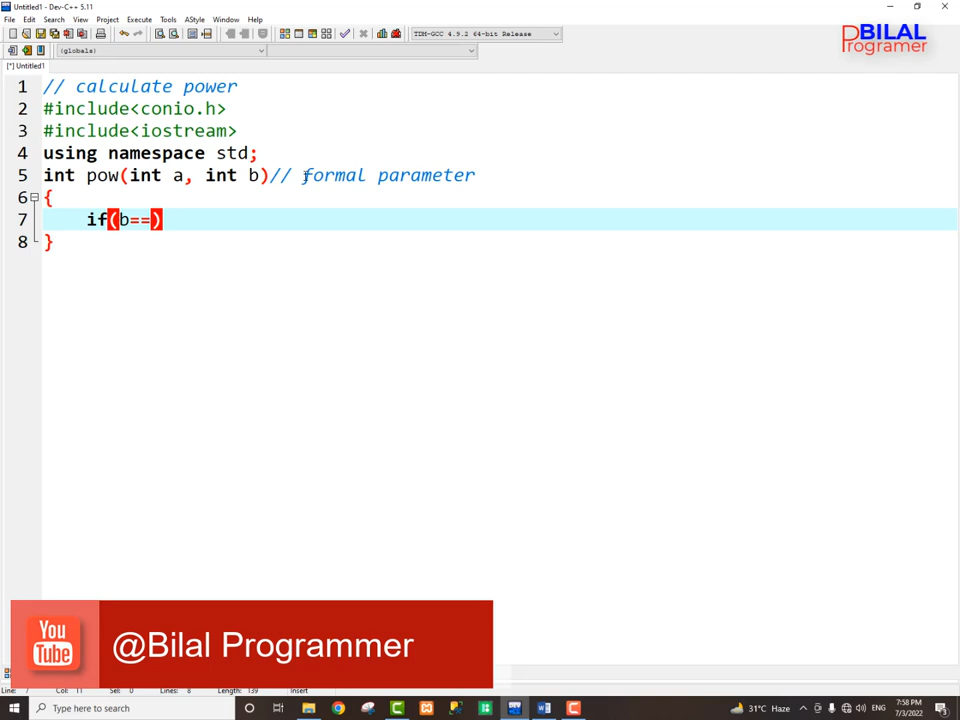 Untitled1 - Dev-C++ 5.11
File Edit Search View Project Execute Tools AStyle Window Help
TDM-GCC 4.9.2 64-bit Release
(globals)
[*] Untitled1
BILAL
Programer
1 // calculate power
2 #include<conio.h>
3 #include<iostream>
4 using namespace std;
5 int pow(int a, int b)// formal parameter
6 {
7 if(b==)
8 }
You
Tube
@Bilal Programmer
Line: 7 Col: 11 Sel: 0 Lines: 8 Length: 139 Insert
Type here to search
31°C Haze
ENG
7:58 PM
7/3/2022